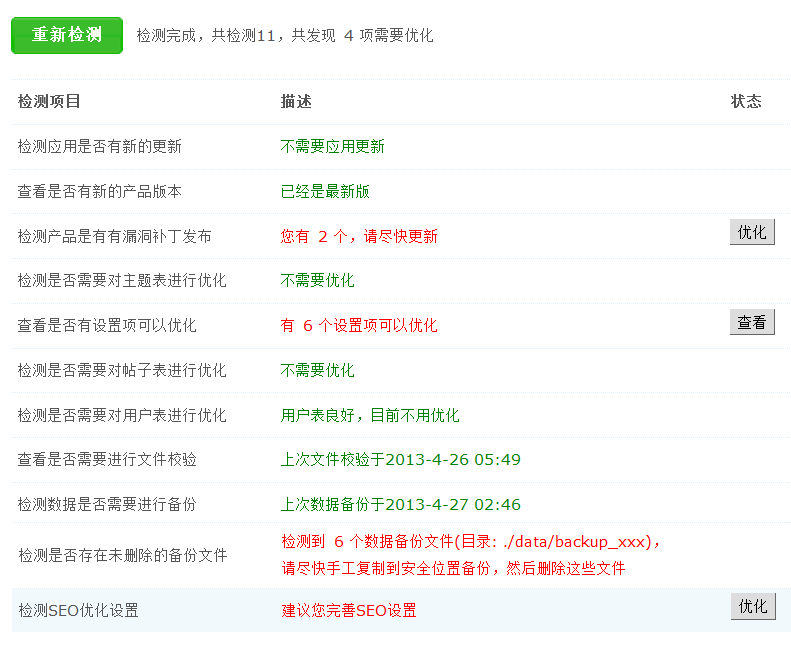 重新检测 检测完成，共检测11，共发现 4 项需要优化
检测项目 描述 状态
检测应用是否有新的更新 不需要应用更新
查看是否有新的产品版本 已经是最新版
检测产品是有有漏洞补丁发布 您有 2 个，请尽快更新 优化
检测是否需要对主题表进行优化 不需要优化
查看是否有设置项可以优化 有 6 个设置项可以优化 查看
检测是否需要对帖子表进行优化 不需要优化
检测是否需要对用户表进行优化 用户表良好，目前不用优化
查看是否需要进行文件校验 上次文件校验于2013-4-26 05:49
检测数据是否需要进行备份 上次数据备份于2013-4-27 02:46
检测是否存在未删除的备份文件 检测到 6 个数据备份文件(目录: ./data/backup_xxx)，
请尽快手工复制到安全位置备份，然后删除这些文件
检测SEO优化设置 建议您完善SEO设置 优化